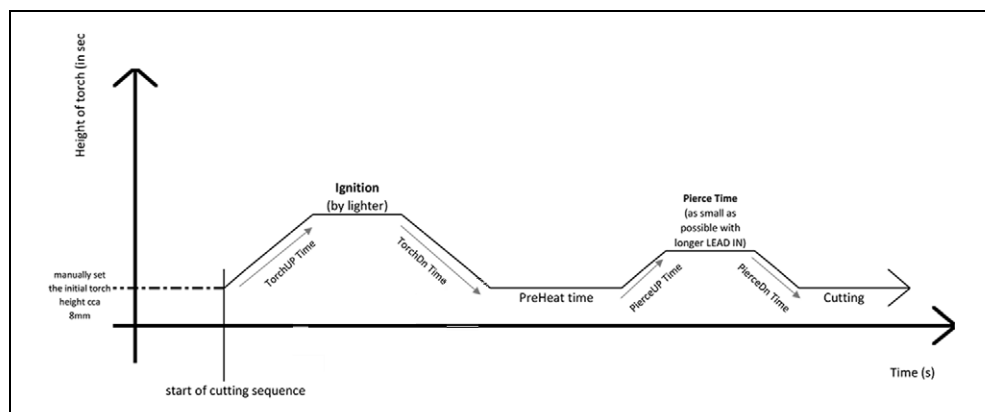 Height of torch (in sec
Ignition
(by lighter)
TorchUP Time
TorchDn Time
Pierce Time
(as small as
possible with
longer LEAD IN)
manually set
the initial torch
height cca
8mm
PreHeat time
PierceUP Time
PierceDn Time
Cutting
start of cutting sequence
Time (s)